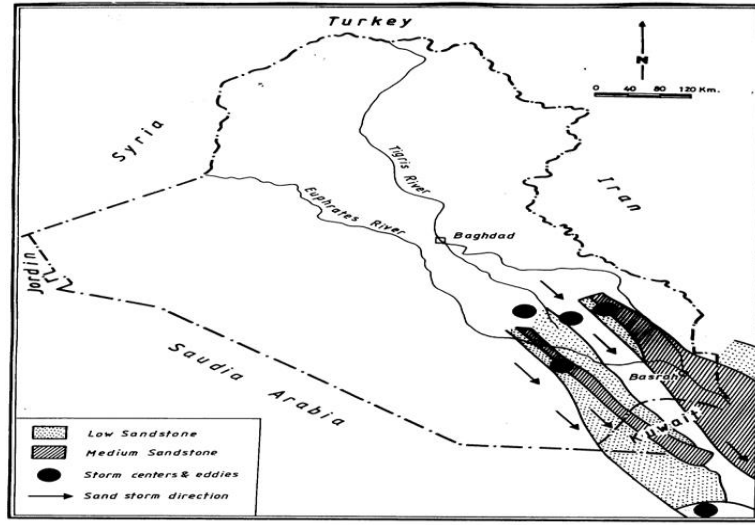 Turkey
N
0 40 80 120 Km.
Syria
Tigris River
Iran
Euphrates River
Baghdad
Jordin
Saudia Arabia
Basrah
Kuwait
Low Sandstone
Medium Sandstone
Storm centers & eddies
Sand storm direction